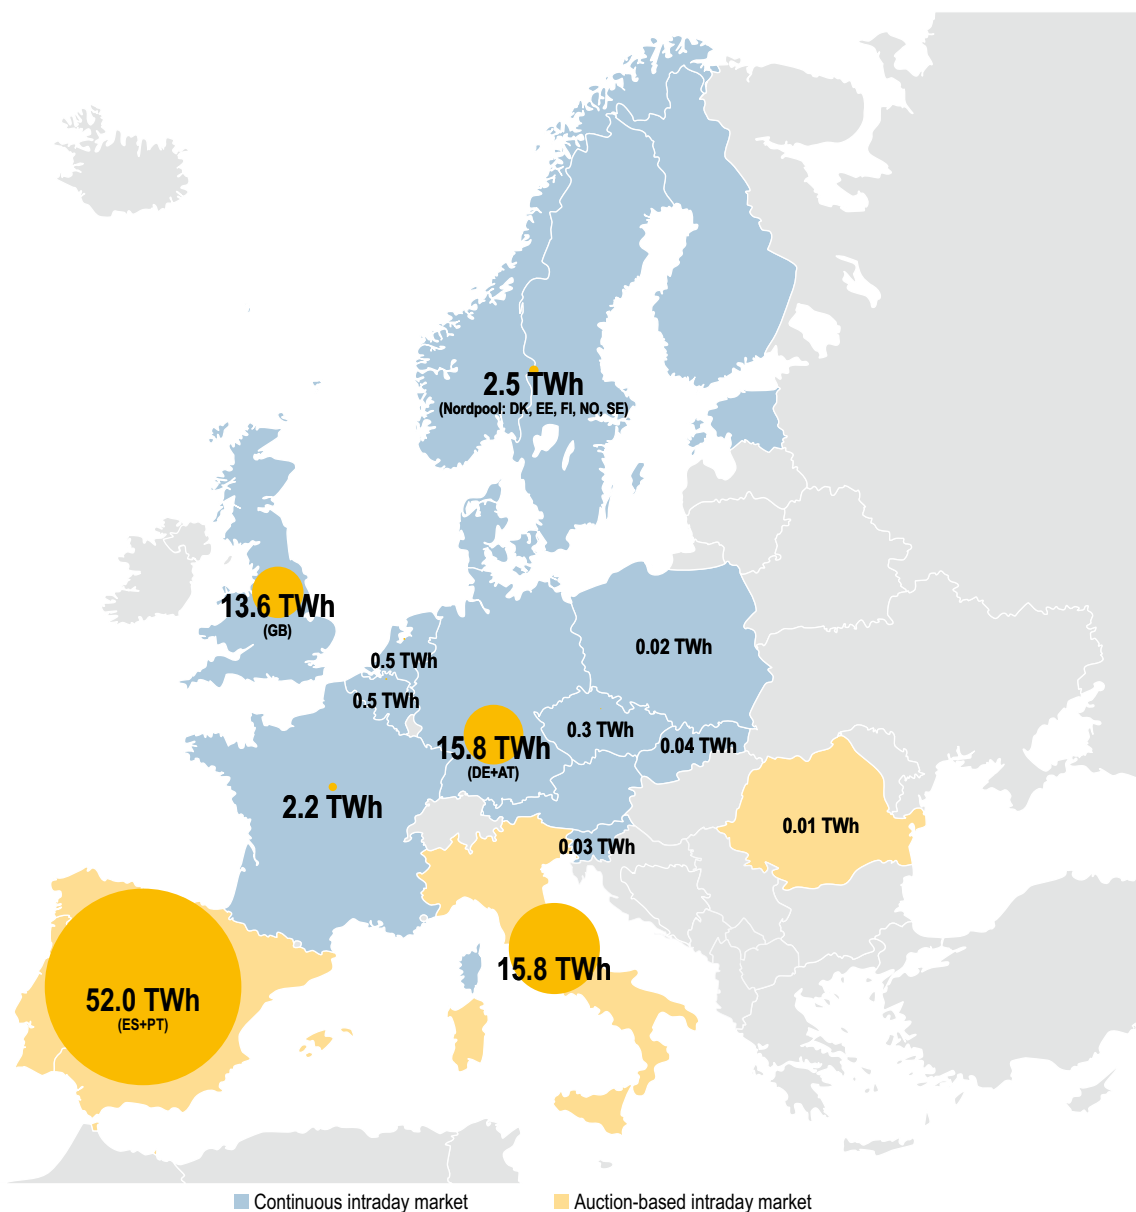 2.5 TWh
(Nordpool: DK, EE, FI, NO, SE)
13.6 TWh
(GB)
0.5 TWh
0.02 TWh
0.5 TWh
0.3 TWh
0.04 TWh
15.8 TWh
(DE+AT)
2.2 TWh
0.01 TWh
0.03 TWh
15.8 TWh
52.0 TWh
(ES+PT)
Continuous intraday market
Auction-based intraday market